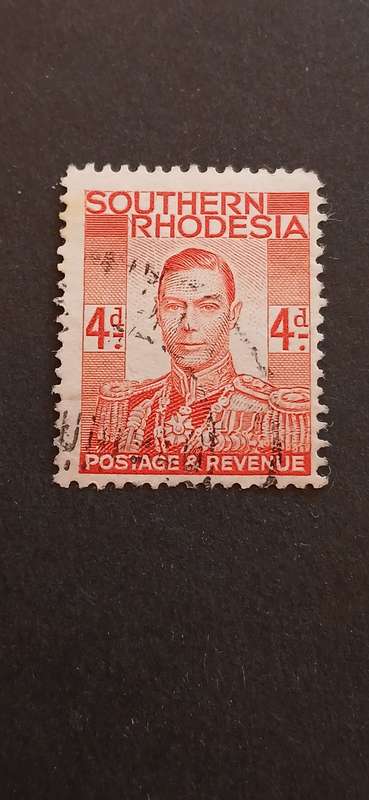 SOUTHERN
RHODESIA
4d. 4d.
POSTAGE & REVENUE